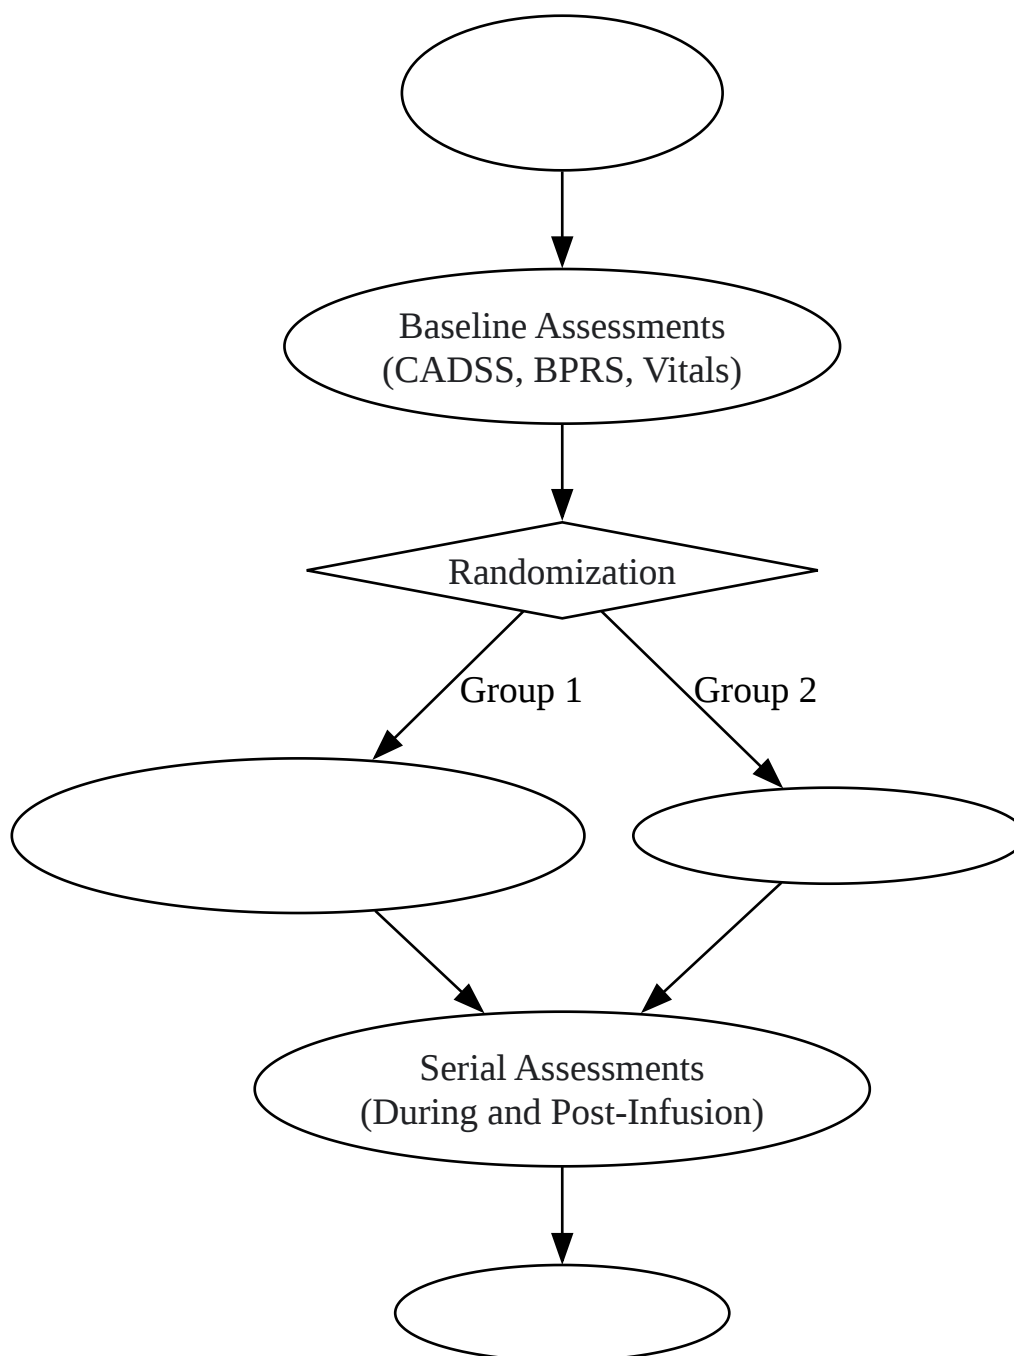 Baseline Assessments
(CADSS, BPRS, Vitals)
Randomization
Group 1
Group 2
Serial Assessments
(During and Post-Infusion)